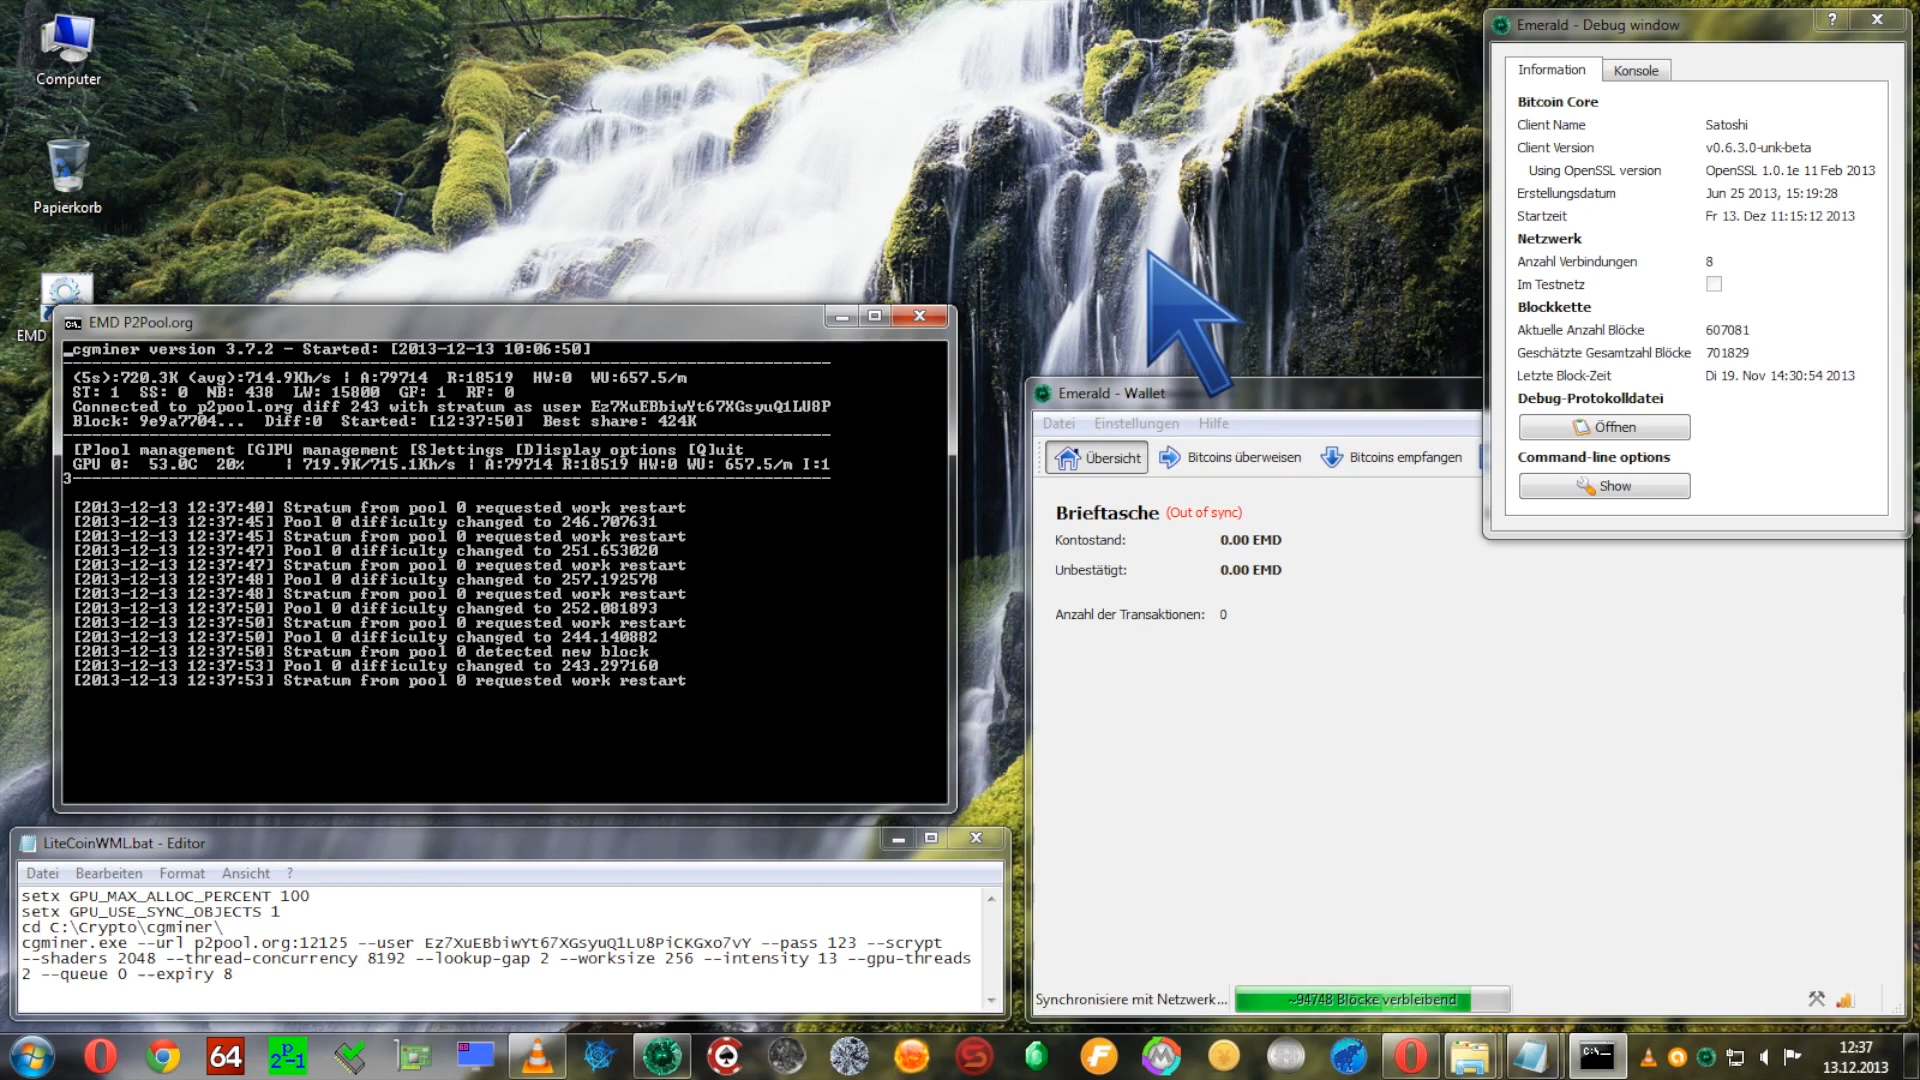 Computer
Papierkorb
EMD
EMD P2Pool.org
cgminer version 3.7.2 - Started: [2013-12-13 10:06:50]
(5s):720.3K (avg):714.9Kh/s | A:79714 R:18519 HW:0 WU:657.5/m
ST: 1 SS: 0 NB: 438 LW: 15800 GF: 1 RF: 0
Connected to p2pool.org diff 243 with stratum as user Ez7XuEBbiwYt67XGsyuQ1LU8P
Block: 9e9a7704... Diff:0 Started: [12:37:50] Best share: 424K
[P]ool management [G]PU management [S]ettings [D]isplay options [Q]uit
GPU 0: 53.0C 20% | 719.9K/715.1Kh/s | A:79714 R:18519 HW:0 WU: 657.5/m I:1
3
[2013-12-13 12:37:40] Stratum from pool 0 requested work restart
[2013-12-13 12:37:45] Pool 0 difficulty changed to 246.707631
[2013-12-13 12:37:45] Stratum from pool 0 requested work restart
[2013-12-13 12:37:47] Pool 0 difficulty changed to 251.653020
[2013-12-13 12:37:47] Stratum from pool 0 requested work restart
[2013-12-13 12:37:48] Pool 0 difficulty changed to 257.192578
[2013-12-13 12:37:48] Stratum from pool 0 requested work restart
[2013-12-13 12:37:50] Pool 0 difficulty changed to 252.081893
[2013-12-13 12:37:50] Stratum from pool 0 requested work restart
[2013-12-13 12:37:50] Pool 0 difficulty changed to 244.140882
[2013-12-13 12:37:50] Stratum from pool 0 detected new block
[2013-12-13 12:37:53] Pool 0 difficulty changed to 243.297160
[2013-12-13 12:37:53] Stratum from pool 0 requested work restart
LiteCoinWML.bat - Editor
Datei Bearbeiten Format Ansicht ?
setx GPU_MAX_ALLOC_PERCENT 100
setx GPU_USE_SYNC_OBJECTS 1
cd C:\Crypto\cgminer\
cgminer.exe --url p2pool.org:12125 --user Ez7XuEBbiwYt67XGsyuQ1LU8PiCKGxo7vY --pass 123 --scrypt
--shaders 2048 --thread-concurrency 8192 --lookup-gap 2 --worksize 256 --intensity 13 --gpu-threads
2 --queue 0 --expiry 8
Emerald - Wallet
Datei Einstellungen Hilfe
Übersicht Bitcoins überweisen Bitcoins empfangen
Brieftasche (Out of sync)
Kontostand: 0.00 EMD
Unbestätigt: 0.00 EMD
Anzahl der Transaktionen: 0
Synchronisiere mit Netzwerk... ~94748 Blöcke verbleibend
Emerald - Debug window
Information Konsole
Bitcoin Core
Client Name Satoshi
Client Version v0.6.3.0-unk-beta
Using OpenSSL version OpenSSL 1.0.1e 11 Feb 2013
Erstellungsdatum Jun 25 2013, 15:19:28
Startzeit Fr 13. Dez 11:15:12 2013
Netzwerk
Anzahl Verbindungen 8
Im Testnetz
Blockkette
Aktuelle Anzahl Blöcke 607081
Geschätzte Gesamtzahl Blöcke 701829
Letzte Block-Zeit Di 19. Nov 14:30:54 2013
Debug-Protokolldatei
Öffnen
Command-line options
Show
64
2P-1
12:37
13.12.2013